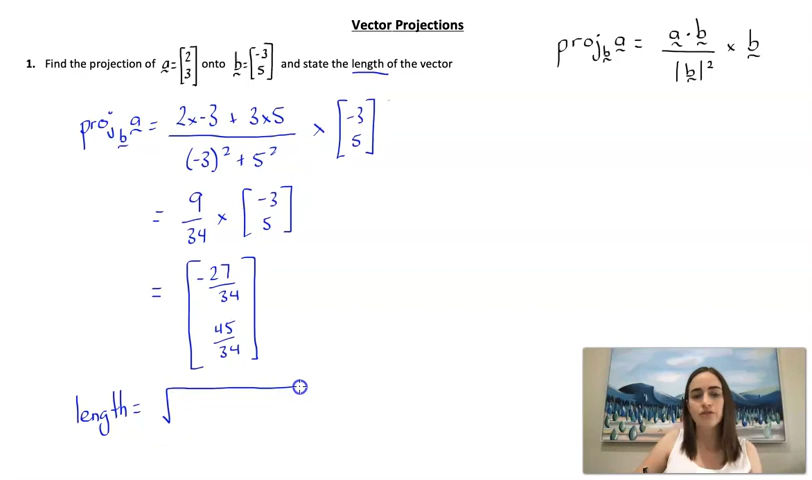 Vector Projections
proj_b a = a · b / |b|² × b
1. Find the projection of a = [2 3] onto b = [-3 5] and state the length of the vector
proj_b a = 2×-3 + 3×5 / (-3)² + 5² × [-3 5]
= 9/34 × [-3 5]
= [-27/34 45/34]
length = √